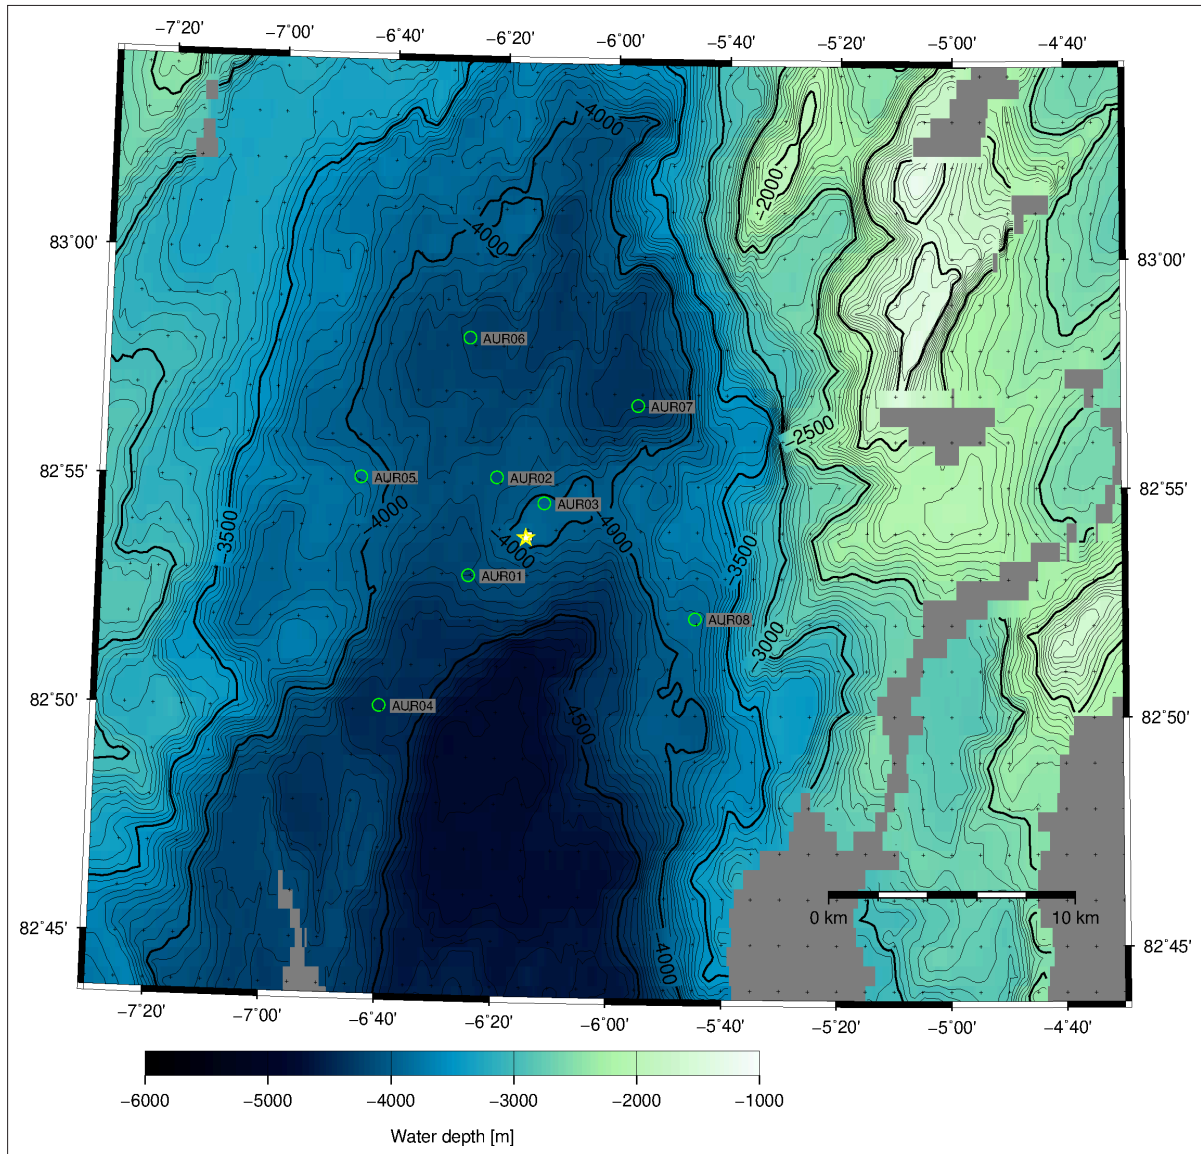 −7˚20' −7˚00' −6˚40' −6˚20' −6˚00' −5˚40' −5˚20' −5˚00' −4˚40'
−4000
−2000
−4000
83˚00' 83˚00'
AUR06
AUR07
−2500
82˚55' AUR05 AUR02 82˚55'
AUR03
−4000
−3500 −4000 −4000 −3500
AUR01
AUR08
−3000
82˚50' AUR04 82˚50'
4500
0 km 10 km
82˚45' −4000 82˚45'
−7˚20' −7˚00' −6˚40' −6˚20' −6˚00' −5˚40' −5˚20' −5˚00' −4˚40'
−6000 −5000 −4000 −3000 −2000 −1000
Water depth [m]